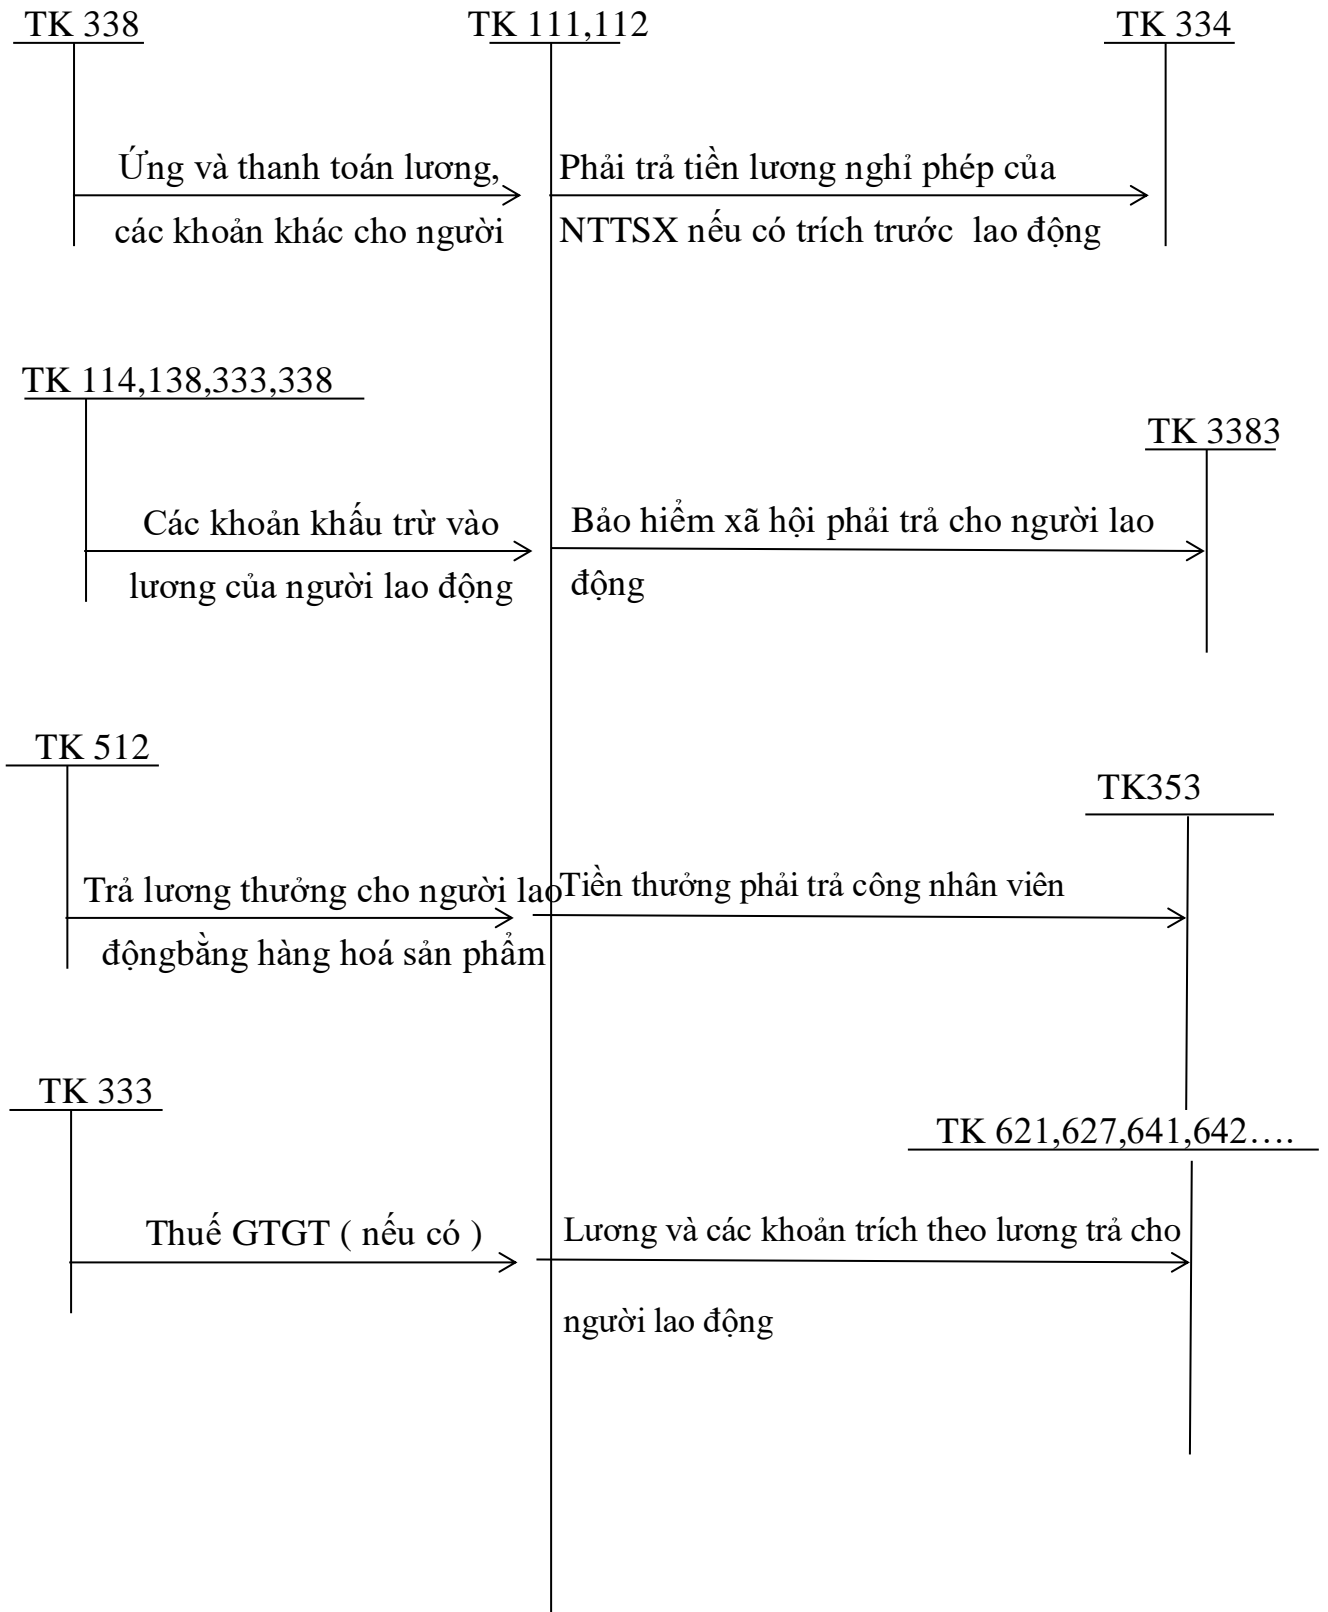 TK 338
TK 111,112
TK 334
Ứng và thanh toán lương,
các khoản khác cho người
Phải trả tiền lương nghỉ phép của
NTTSX nếu có trích trước lao động
TK 114,138,333,338
TK 3383
Các khoản khấu trừ vào
lương của người lao động
Bảo hiểm xã hội phải trả cho người lao
động
TK 512
TK353
Trả lương thưởng cho người lao
độngbằng hàng hoá sản phẩm
Tiền thưởng phải trả công nhân viên
TK 333
TK 621,627,641,642….
Thuế GTGT ( nếu có )
Lương và các khoản trích theo lương trả cho
người lao động